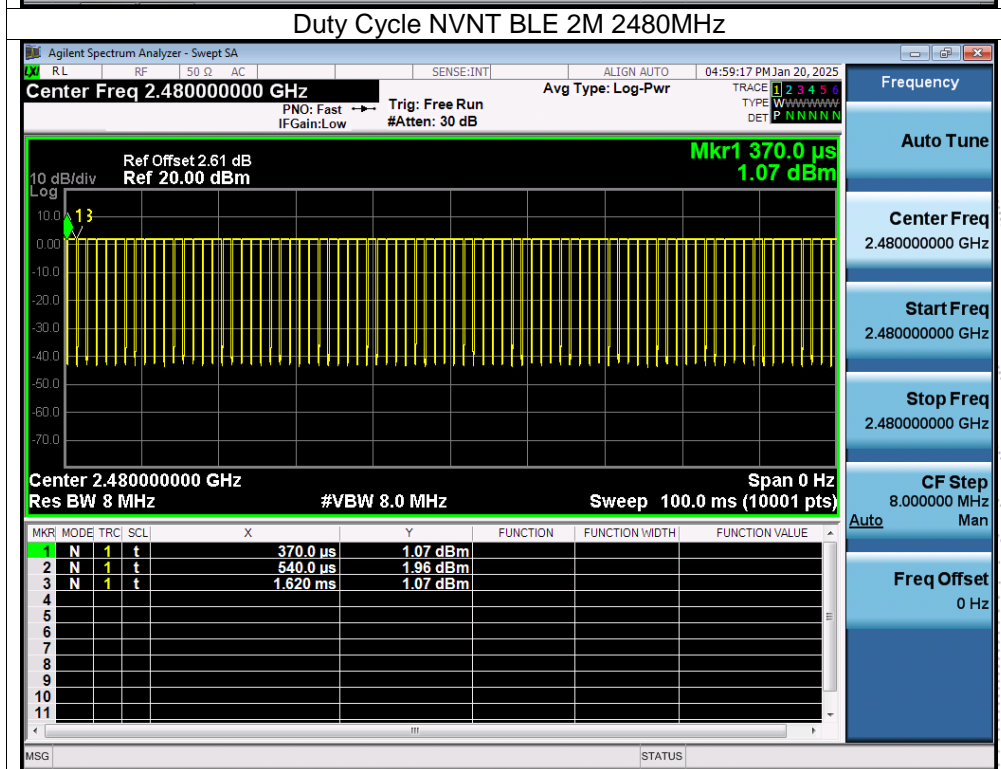 Duty Cycle NVNT BLE 2M 2480MHz
Agilent Spectrum Analyzer - Swept SA
LXI RL RF 50 Ω AC SENSE:INT ALIGN AUTO 04:59:17 PM Jan 20, 2025
Center Freq 2.480000000 GHz
PNO: Fast
IFGain:Low
Trig: Free Run
#Atten: 30 dB
Avg Type: Log-Pwr
TRACE 1 2 3 4 5 6
TYPE WWWWWW
DET P N N N N N
Mkr1 370.0 µs
1.07 dBm
Ref Offset 2.61 dB
10 dB/div Ref 20.00 dBm
Log
10.0
0.00
-10.0
-20.0
-30.0
-40.0
-50.0
-60.0
-70.0
1 3
Center 2.480000000 GHz Span 0 Hz
Res BW 8 MHz #VBW 8.0 MHz Sweep 100.0 ms (10001 pts)
MKR MODE TRC SCL X Y FUNCTION FUNCTION WIDTH FUNCTION VALUE
1 N 1 t 370.0 µs 1.07 dBm
2 N 1 t 540.0 µs 1.96 dBm
3 N 1 t 1.620 ms 1.07 dBm
4
5
6
7
8
9
10
11
MSG STATUS
Frequency
Auto Tune
Center Freq
2.480000000 GHz
Start Freq
2.480000000 GHz
Stop Freq
2.480000000 GHz
CF Step
8.000000 MHz
Auto Man
Freq Offset
0 Hz